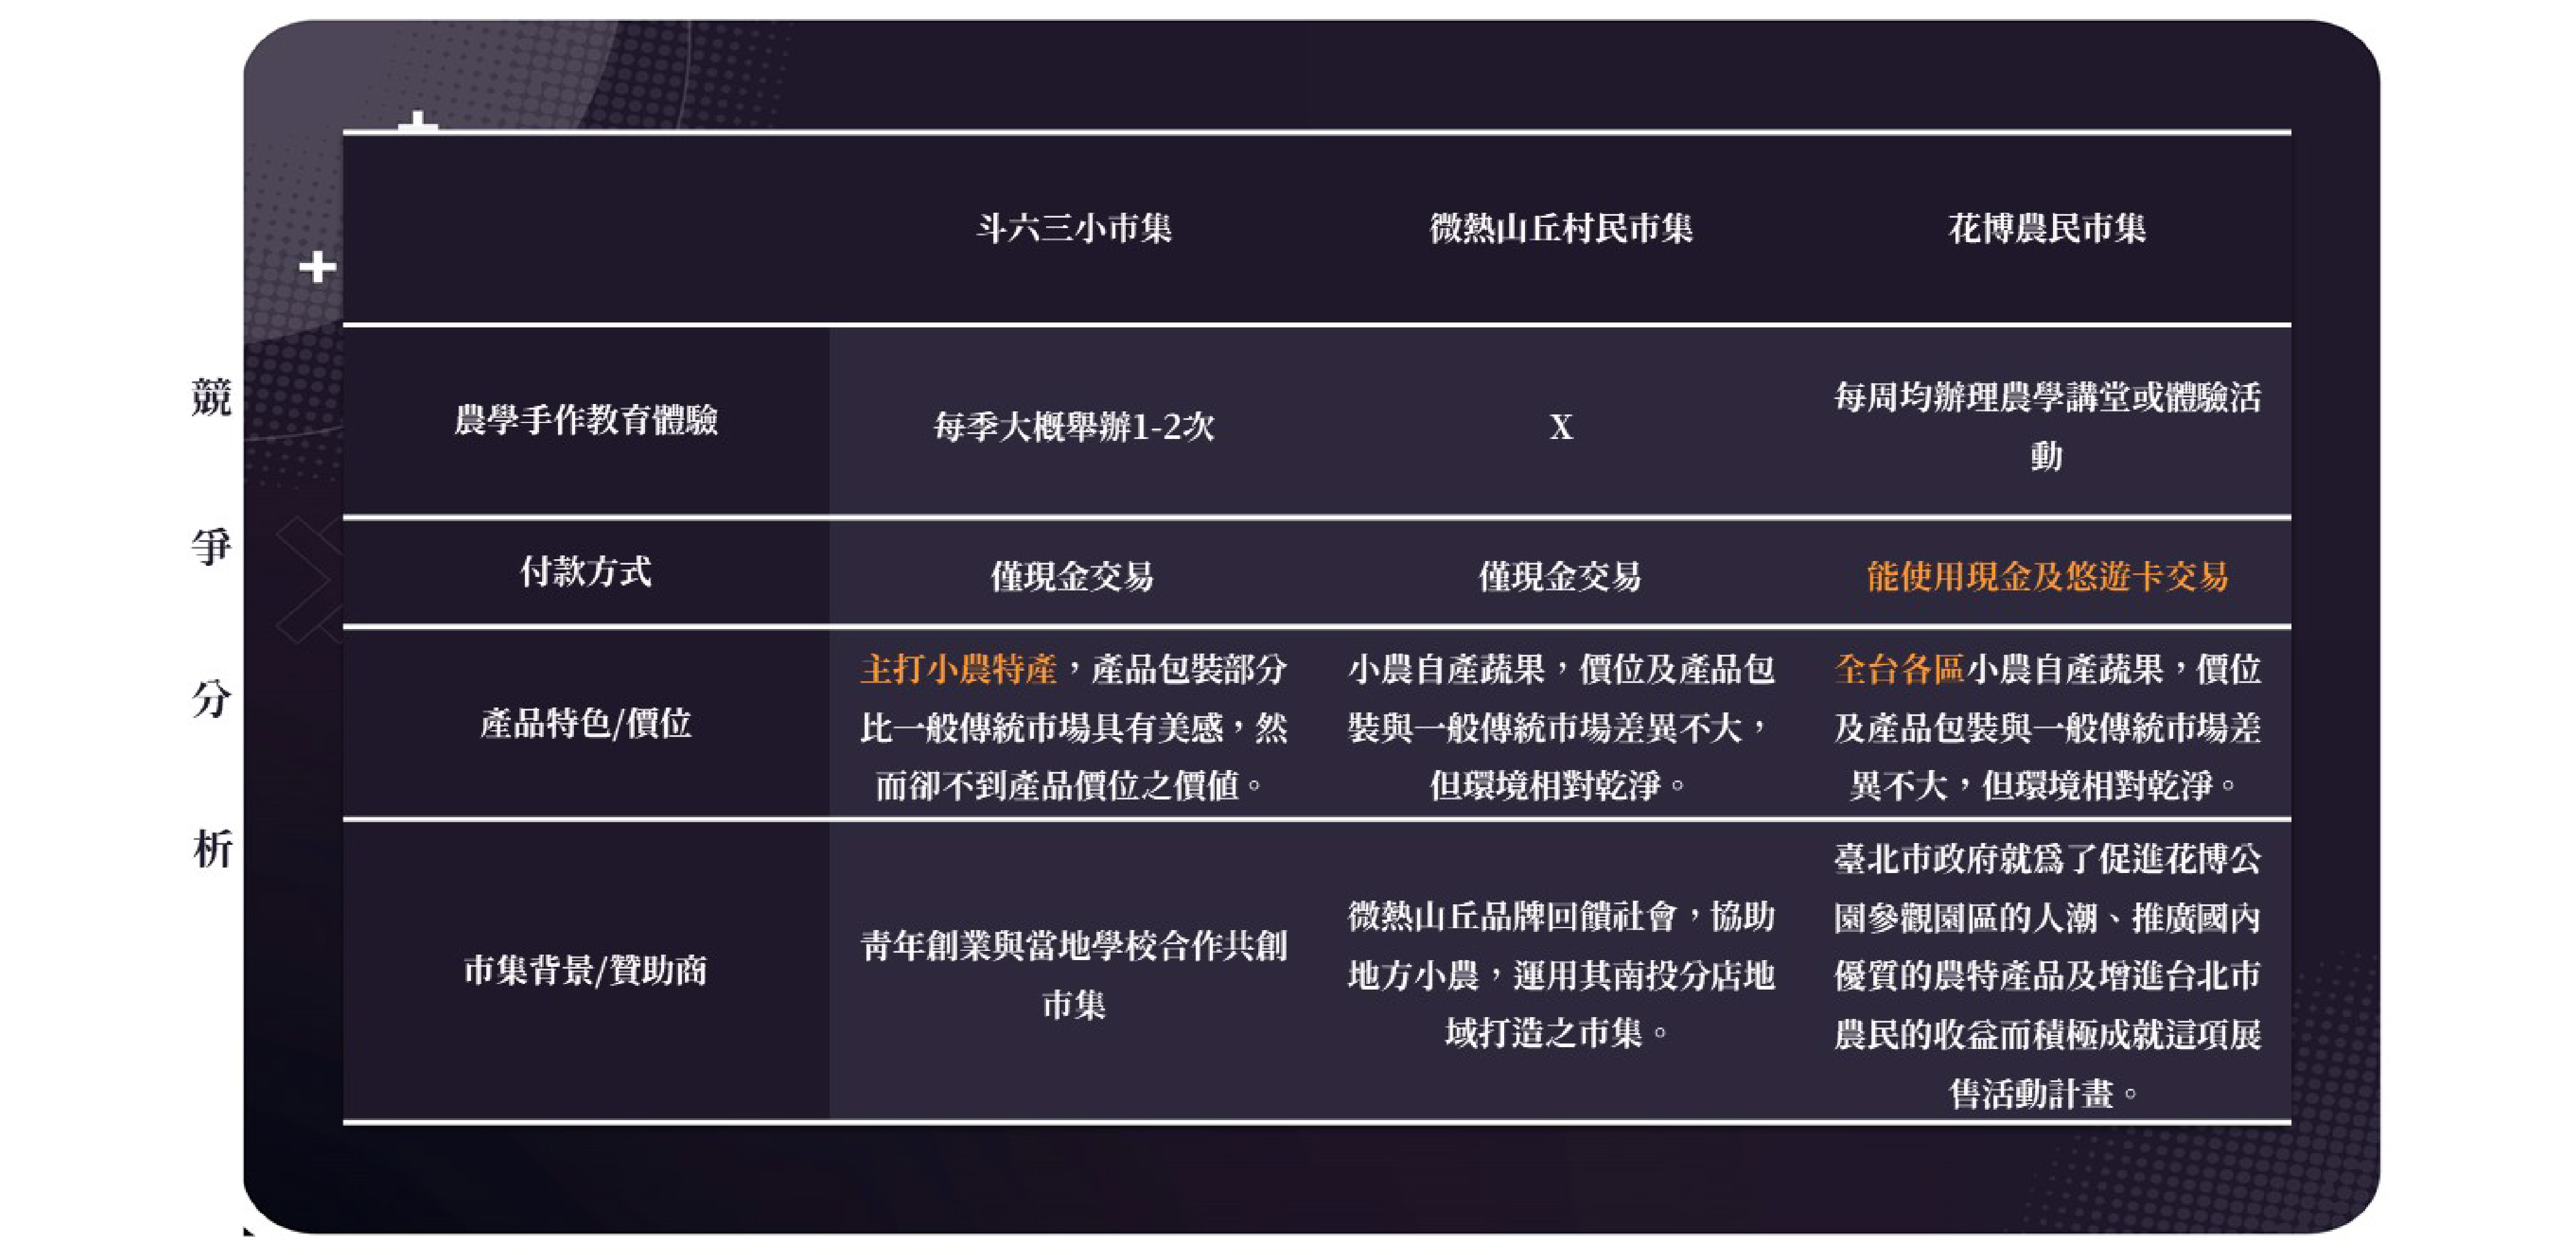 競
爭
分
析
斗六三小市集
微熱山丘村民市集
花博農民市集
農學手作教育體驗
每季大概舉辦1-2次
X
每周均辦理農學講堂或體驗活
動
付款方式
僅現金交易
僅現金交易
能使用現金及悠遊卡交易
產品特色/價位
主打小農特產，產品包裝部分
比一般傳統市場具有美感，然
而卻不到產品價位之價值。
小農自產蔬果，價位及產品包
裝與一般傳統市場差異不大，
但環境相對乾淨。
全台各區小農自產蔬果，價位
及產品包裝與一般傳統市場差
異不大，但環境相對乾淨。
市集背景/贊助商
青年創業與當地學校合作共創
市集
微熱山丘品牌回饋社會，協助
地方小農，運用其南投分店地
域打造之市集。
臺北市政府就為了促進花博公
園參觀園區的人潮、推廣國內
優質的農特產品及增進台北市
農民的收益而積極成就這項展
售活動計畫。